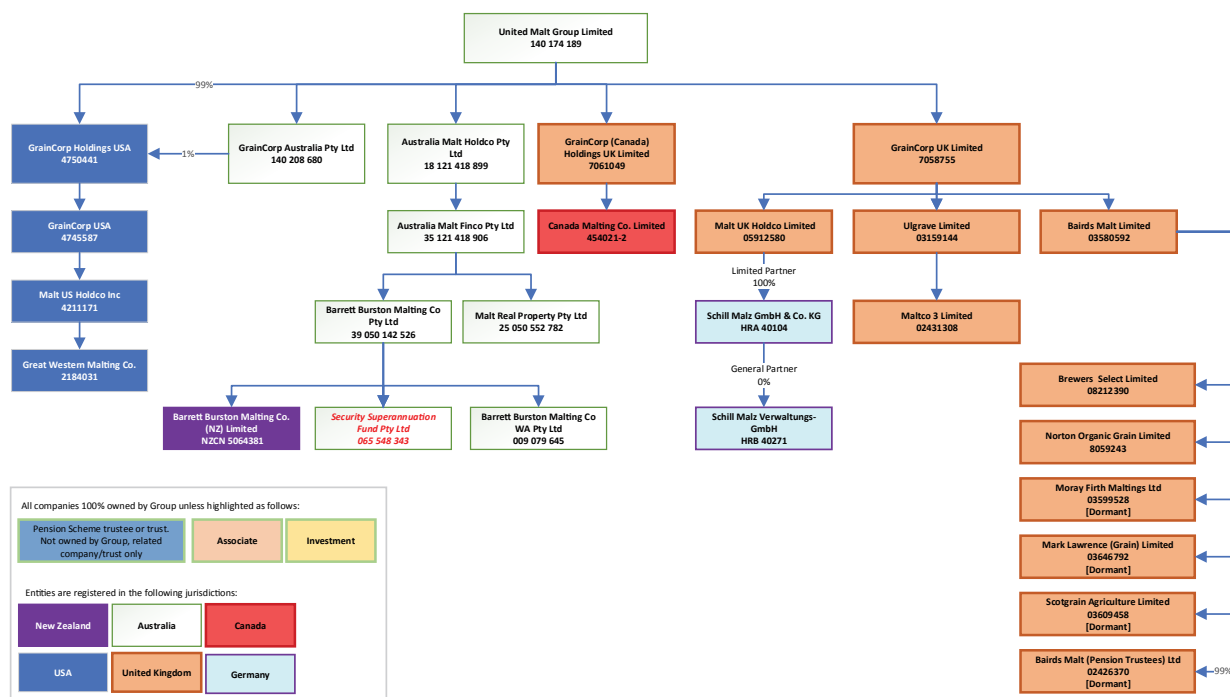 United Malt Group Limited
140 174 189
99%
GrainCorp Holdings USA
4750441
1%
GrainCorp Australia Pty Ltd
140 208 680
Australia Malt Holdco Pty
Ltd
18 121 418 899
GrainCorp (Canada)
Holdings UK Limited
7061049
GrainCorp UK Limited
7058755
GrainCorp USA
4745587
Australia Malt Finco Pty Ltd
35 121 418 906
Canada Malting Co. Limited
454021-2
Malt UK Holdco Limited
05912580
Ulgrave Limited
03159144
Bairds Malt Limited
03580592
Limited Partner
100%
Malt US Holdco Inc
4211171
Barrett Burston Malting Co
Pty Ltd
39 050 142 526
Malt Real Property Pty Ltd
25 050 552 782
Schill Malz GmbH & Co. KG
HRA 40104
Maltco 3 Limited
02431308
Great Western Malting Co.
2184031
General Partner
0%
Barrett Burston Malting Co.
(NZ) Limited
NZCN 5064381
Security Superannuation
Fund Pty Ltd
065 548 343
Barrett Burston Malting Co
WA Pty Ltd
009 079 645
Schill Malz Verwaltungs-
GmbH
HRB 40271
Brewers Select Limited
08212390
Norton Organic Grain Limited
8059243
Moray Firth Maltings Ltd
03599528
[Dormant]
Mark Lawrence (Grain) Limited
03646792
[Dormant]
Scotgrain Agriculture Limited
03609458
[Dormant]
Bairds Malt (Pension Trustees) Ltd
02426370
[Dormant]
99%
All companies 100% owned by Group unless highlighted as follows:
Pension Scheme trustee or trust.
Not owned by Group, related
company/trust only
Associate
Investment
Entities are registered in the following jurisdictions:
New Zealand
Australia
Canada
USA
United Kingdom
Germany